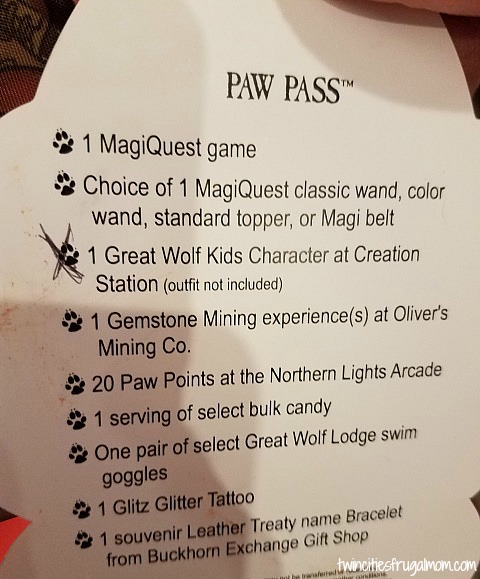 PAW PASS™
1 MagiQuest game
Choice of 1 MagiQuest classic wand, color
wand, standard topper, or Magi belt
1 Great Wolf Kids Character at Creation
Station (outfit not included)
1 Gemstone Mining experience(s) at Oliver's
Mining Co.
20 Paw Points at the Northern Lights Arcade
1 serving of select bulk candy
One pair of select Great Wolf Lodge swim
goggles
1 Glitz Glitter Tattoo
1 souvenir Leather Treaty name Bracelet
from Buckhorn Exchange Gift Shop
not be transferred
conditions.
twincitiesfrugalmom.com